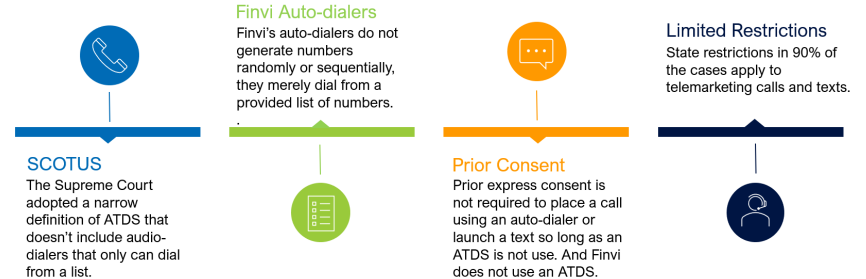 SCOTUS
The Supreme Court
adopted a narrow
definition of ATDS that
doesn't include audio-
dialers that only can dial
from a list.
Finvi Auto-dialers
Finvi's auto-dialers do not
generate numbers
randomly or sequentially,
they merely dial from a
provided list of numbers.
.
Prior Consent
Prior express consent is
not required to place a call
using an auto-dialer or
launch a text so long as an
ATDS is not use. And Finvi
does not use an ATDS.
Limited Restrictions
State restrictions in 90% of
the cases apply to
telemarketing calls and texts.